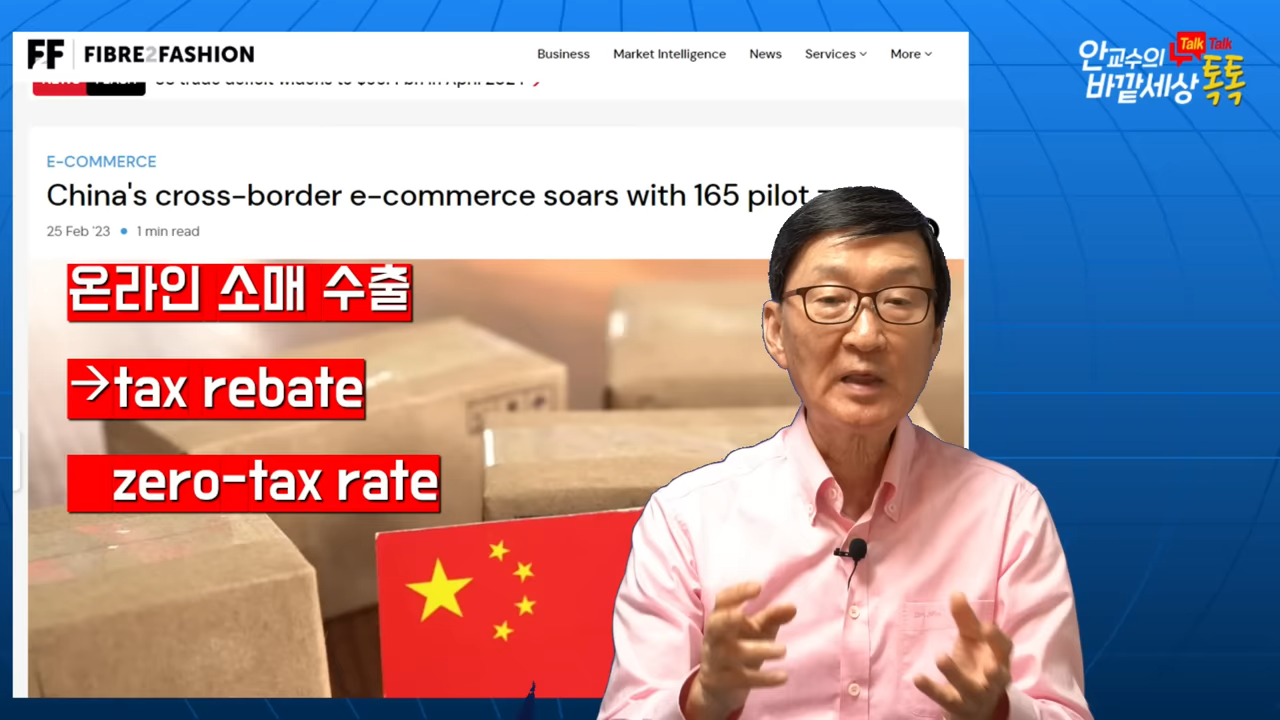 FF
FIBRE2FASHION
Business Market Intelligence News Services More
안교수의 Talk Talk
바깥세상 톡톡
E-COMMERCE
China's cross-border e-commerce soars with 165 pilot
25 Feb '23 • 1 min read
온라인 소매 수출
→tax rebate
zero-tax rate